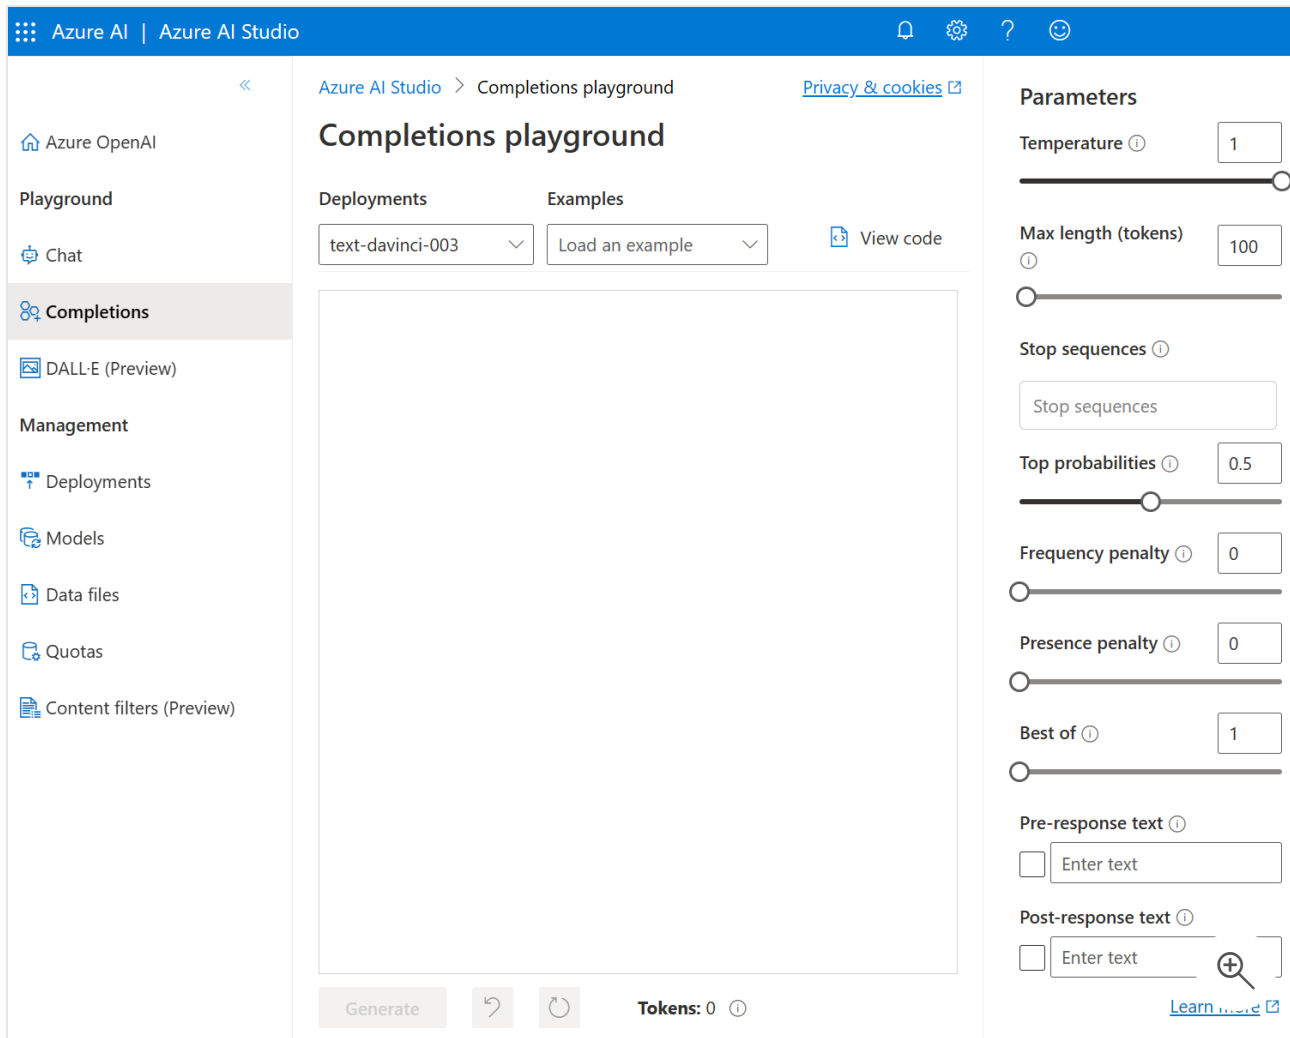 Azure AI | Azure AI Studio
Azure OpenAI
Playground
Chat
Completions
DALL·E (Preview)
Management
Deployments
Models
Data files
Quotas
Content filters (Preview)
Azure AI Studio > Completions playground
Privacy & cookies
Completions playground
Deployments
Examples
text-davinci-003
Load an example
View code
Generate
Tokens: 0
Parameters
Temperature
1
Max length (tokens)
100
Stop sequences
Stop sequences
Top probabilities
0.5
Frequency penalty
0
Presence penalty
0
Best of
1
Pre-response text
Enter text
Post-response text
Enter text
Learn more